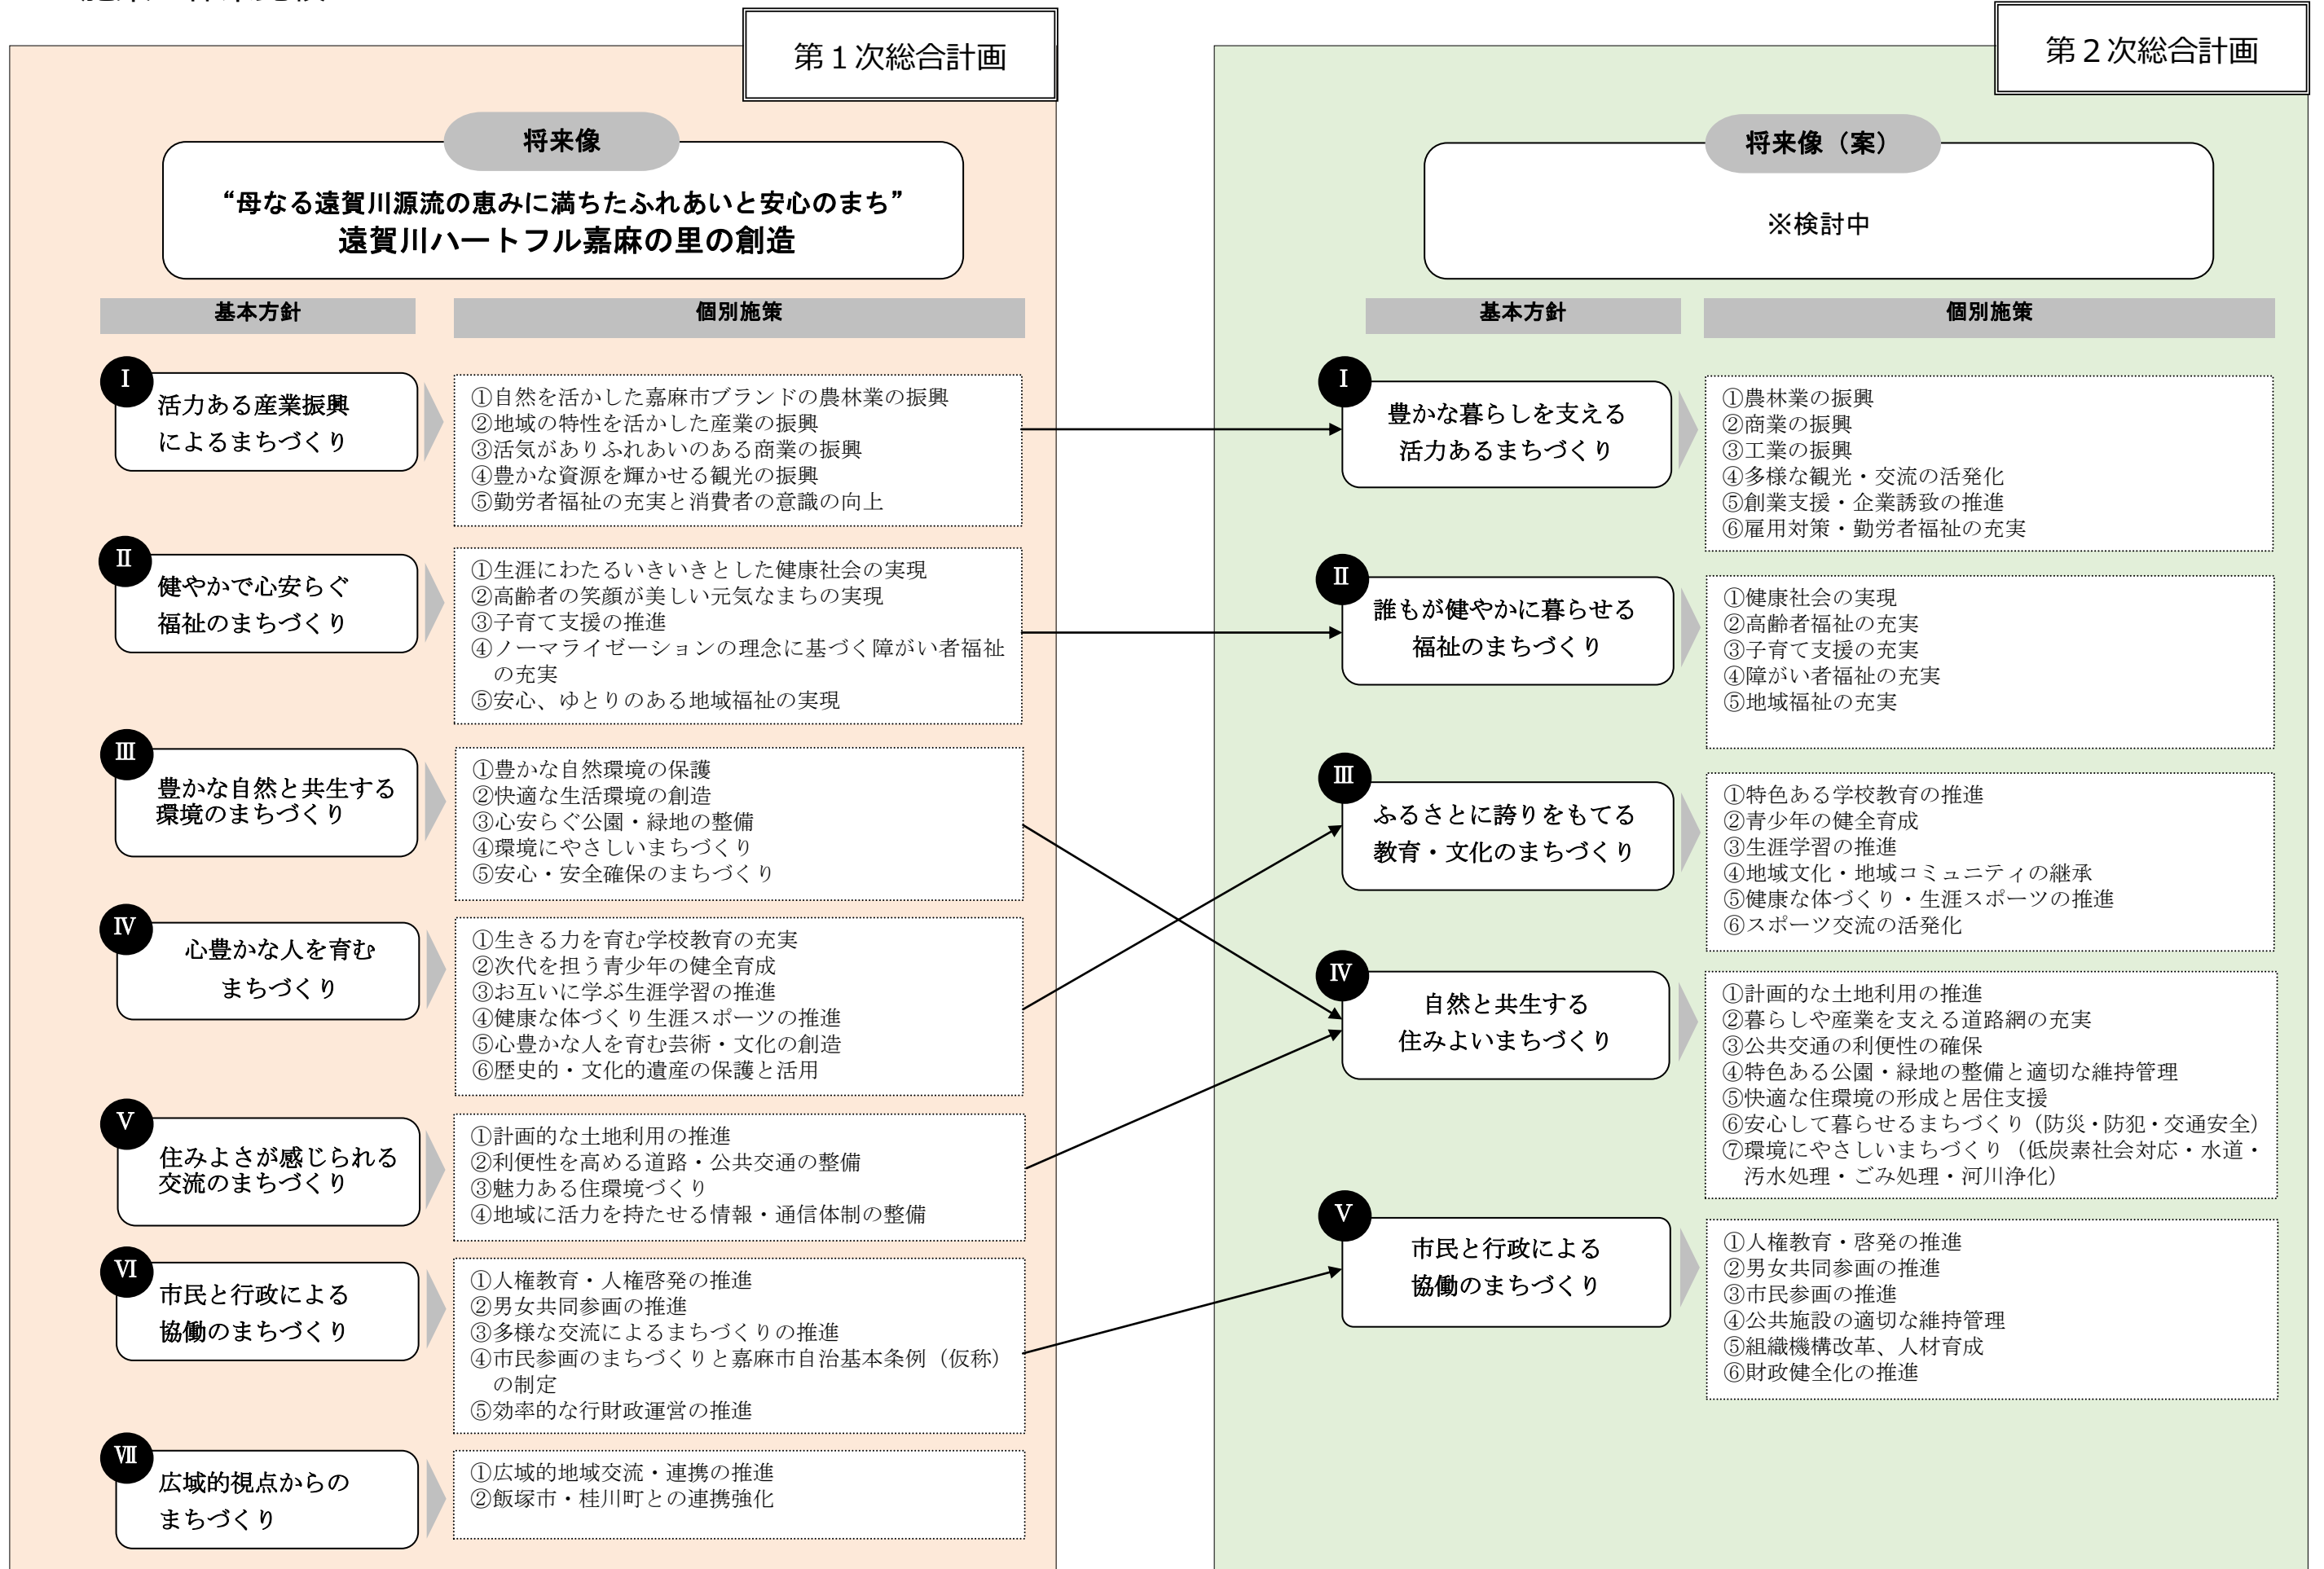 第１次総合計画
将来像
“母なる遠賀川源流の恵みに満ちたふれあいと安心のまち”
遠賀川ハートフル嘉麻の里の創造
基本方針
個別施策
Ⅰ
活力ある産業振興
によるまちづくり
①自然を活かした嘉麻市ブランドの農林業の振興
②地域の特性を活かした産業の振興
③活気がありふれあいのある商業の振興
④豊かな資源を輝かせる観光の振興
⑤勤労者福祉の充実と消費者の意識の向上
Ⅱ
健やかで心安らぐ
福祉のまちづくり
①生涯にわたるいきいきとした健康社会の実現
②高齢者の笑顔が美しい元気なまちの実現
③子育て支援の推進
④ノーマライゼーションの理念に基づく障がい者福祉
の充実
⑤安心、ゆとりのある地域福祉の実現
Ⅲ
豊かな自然と共生する
環境のまちづくり
①豊かな自然環境の保護
②快適な生活環境の創造
③心安らぐ公園・緑地の整備
④環境にやさしいまちづくり
⑤安心・安全確保のまちづくり
Ⅳ
心豊かな人を育む
まちづくり
①生きる力を育む学校教育の充実
②次代を担う青少年の健全育成
③お互いに学ぶ生涯学習の推進
④健康な体づくり生涯スポーツの推進
⑤心豊かな人を育む芸術・文化の創造
⑥歴史的・文化的遺産の保護と活用
Ⅴ
住みよさが感じられる
交流のまちづくり
①計画的な土地利用の推進
②利便性を高める道路・公共交通の整備
③魅力ある住環境づくり
④地域に活力を持たせる情報・通信体制の整備
Ⅵ
市民と行政による
協働のまちづくり
①人権教育・人権啓発の推進
②男女共同参画の推進
③多様な交流によるまちづくりの推進
④市民参画のまちづくりと嘉麻市自治基本条例（仮称）
の制定
⑤効率的な行財政運営の推進
Ⅶ
広域的視点からの
まちづくり
①広域的地域交流・連携の推進
②飯塚市・桂川町との連携強化
第２次総合計画
将来像（案）
※検討中
基本方針
個別施策
Ⅰ
豊かな暮らしを支える
活力あるまちづくり
①農林業の振興
②商業の振興
③工業の振興
④多様な観光・交流の活発化
⑤創業支援・企業誘致の推進
⑥雇用対策・勤労者福祉の充実
Ⅱ
誰もが健やかに暮らせる
福祉のまちづくり
①健康社会の実現
②高齢者福祉の充実
③子育て支援の充実
④障がい者福祉の充実
⑤地域福祉の充実
Ⅲ
ふるさとに誇りをもてる
教育・文化のまちづくり
①特色ある学校教育の推進
②青少年の健全育成
③生涯学習の推進
④地域文化・地域コミュニティの継承
⑤健康な体づくり・生涯スポーツの推進
⑥スポーツ交流の活発化
Ⅳ
自然と共生する
住みよいまちづくり
①計画的な土地利用の推進
②暮らしや産業を支える道路網の充実
③公共交通の利便性の確保
④特色ある公園・緑地の整備と適切な維持管理
⑤快適な住環境の形成と居住支援
⑥安心して暮らせるまちづくり（防災・防犯・交通安全）
⑦環境にやさしいまちづくり（低炭素社会対応・水道・
汚水処理・ごみ処理・河川浄化）
Ⅴ
市民と行政による
協働のまちづくり
①人権教育・啓発の推進
②男女共同参画の推進
③市民参画の推進
④公共施設の適切な維持管理
⑤組織機構改革、人材育成
⑥財政健全化の推進